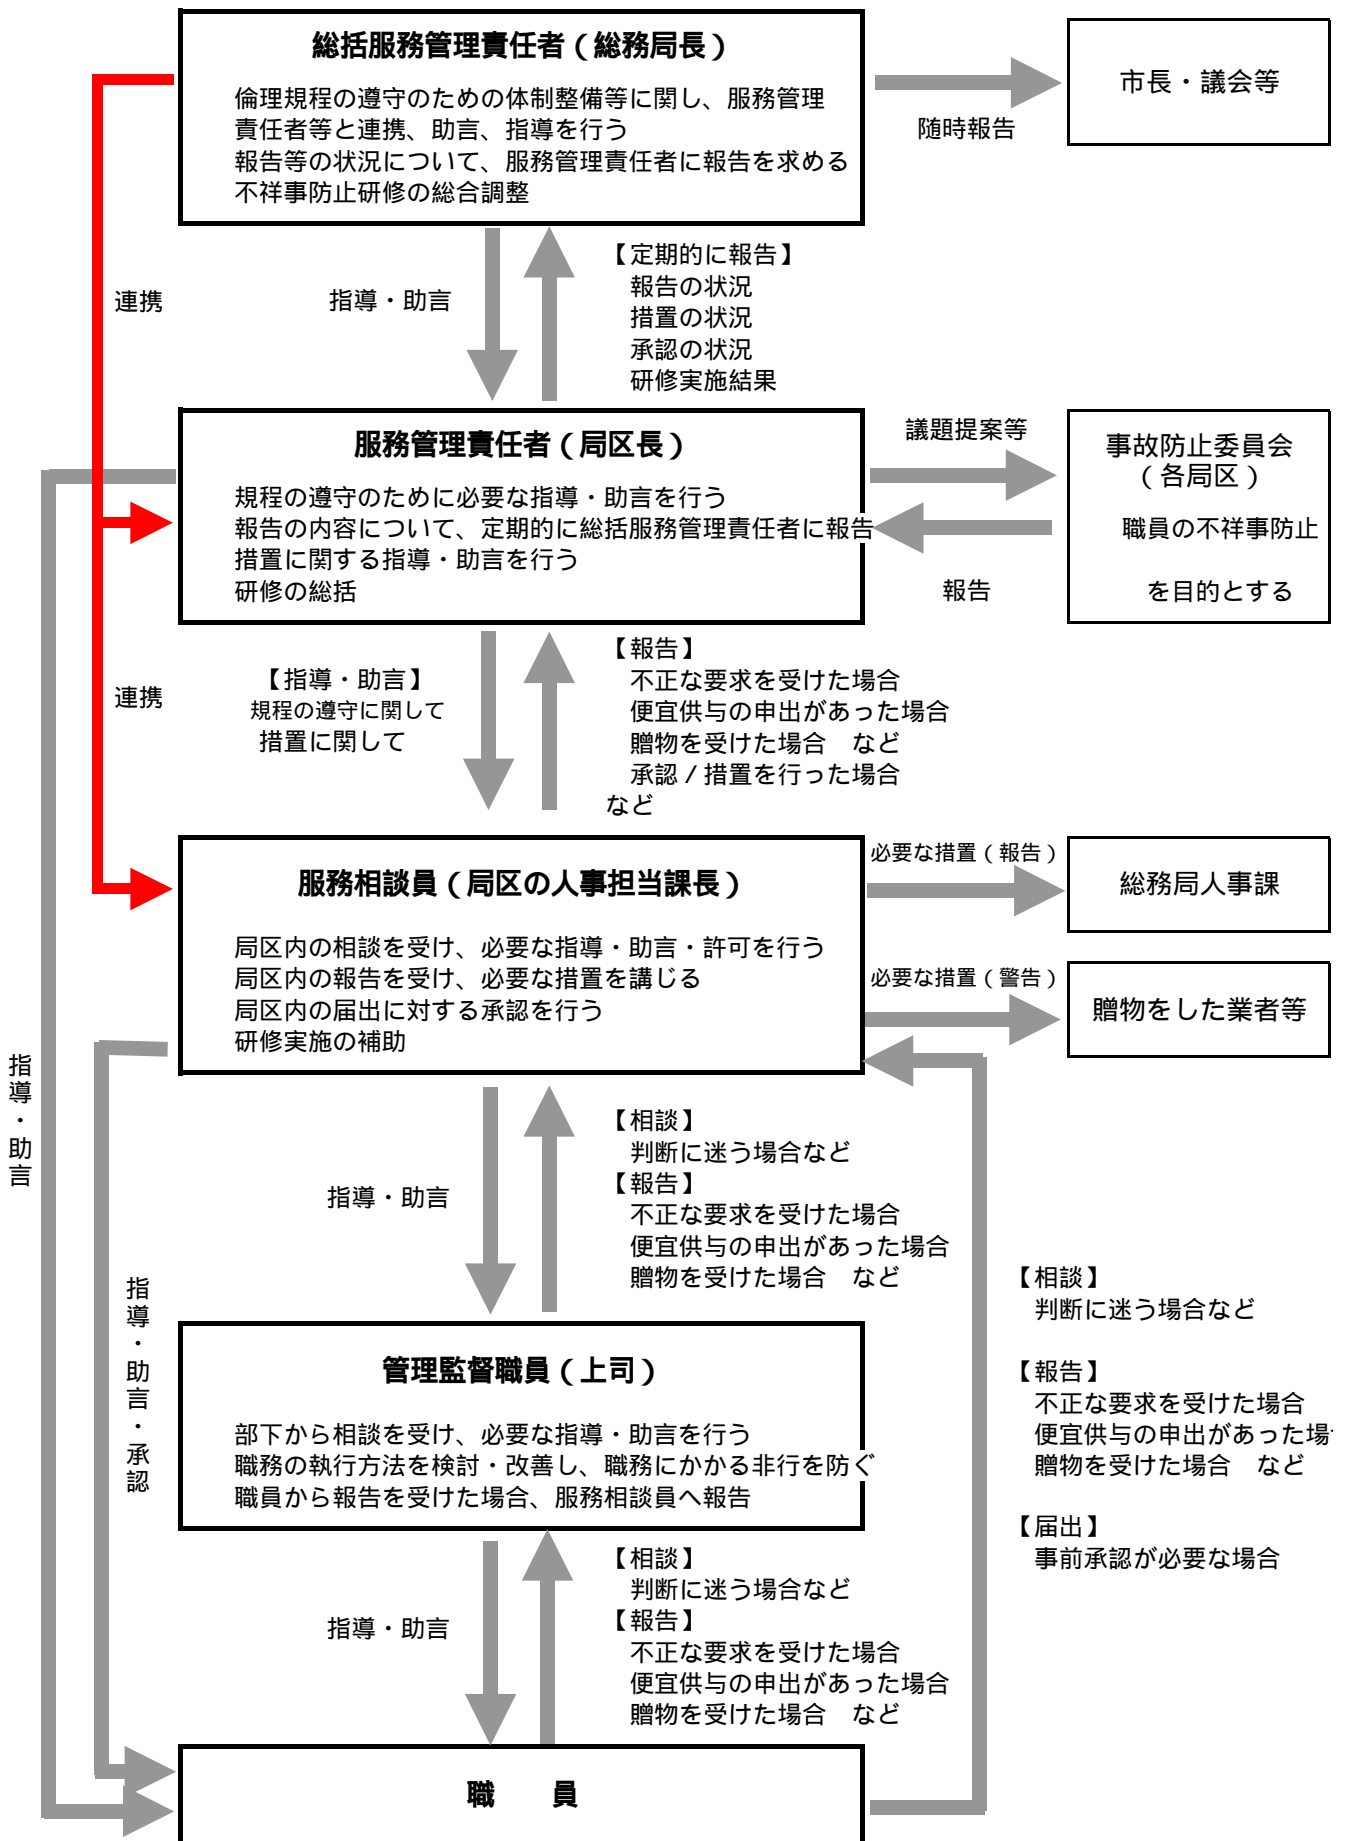 総括服務管理責任者（総務局長）
倫理規程の遵守のための体制整備等に関し、服務管理
責任者等と連携、助言、指導を行う
報告等の状況について、服務管理責任者に報告を求める
不祥事防止研修の総合調整
市長・議会等
随時報告
連携
指導・助言
【定期的に報告】
報告の状況
措置の状況
承認の状況
研修実施結果
服務管理責任者（局区長）
規程の遵守のために必要な指導・助言を行う
報告の内容について、定期的に総括服務管理責任者に報告
措置に関する指導・助言を行う
研修の総括
議題提案等
報告
事故防止委員会
（各局区）
職員の不祥事防止
を目的とする
連携
【指導・助言】
規程の遵守に関して
措置に関して
【報告】
不正な要求を受けた場合
便宜供与の申出があった場合
贈物を受けた場合　など
承認／措置を行った場合
など
服務相談員（局区の人事担当課長）
局区内の相談を受け、必要な指導・助言・許可を行う
局区内の報告を受け、必要な措置を講じる
局区内の届出に対する承認を行う
研修実施の補助
必要な措置（報告）
総務局人事課
必要な措置（警告）
贈物をした業者等
指導・助言
指導・助言・承認
指導・助言
【相談】
判断に迷う場合など
【報告】
不正な要求を受けた場合
便宜供与の申出があった場合
贈物を受けた場合　など
管理監督職員（上司）
部下から相談を受け、必要な指導・助言を行う
職務の執行方法を検討・改善し、職務にかかる非行を防ぐ
職員から報告を受けた場合、服務相談員へ報告
【相談】
判断に迷う場合など
【報告】
不正な要求を受けた場合
便宜供与の申出があった場
贈物を受けた場合　など
【届出】
事前承認が必要な場合
指導・助言
【相談】
判断に迷う場合など
【報告】
不正な要求を受けた場合
便宜供与の申出があった場合
贈物を受けた場合　など
職　員